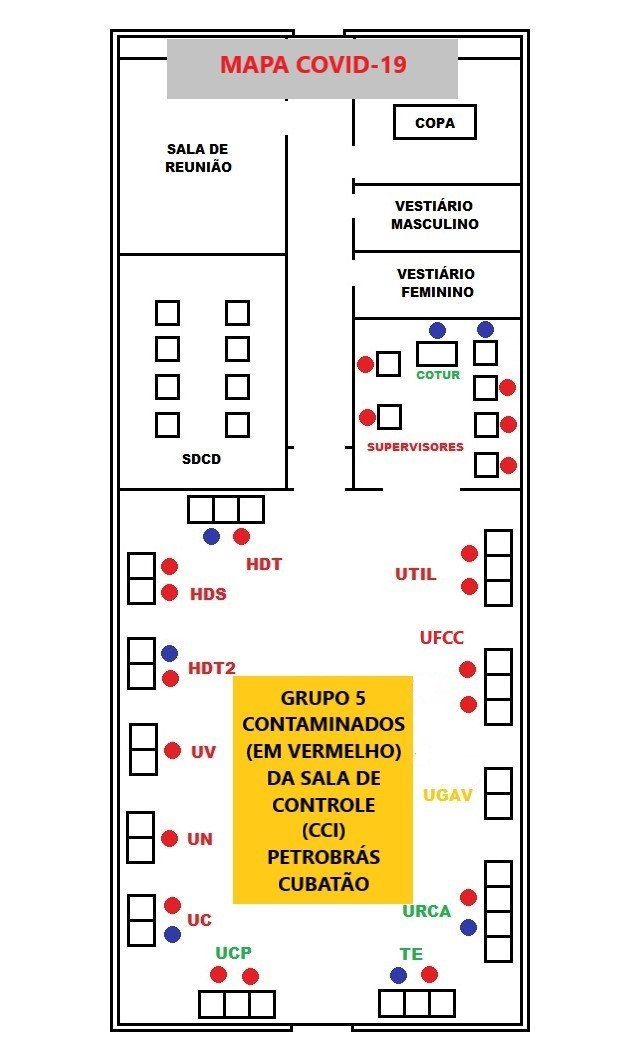 MAPA COVID-19
COPA
SALA DE
REUNIÃO
VESTIÁRIO
MASCULINO
VESTIÁRIO
FEMININO
COTUR
SUPERVISORES
SDCD
HDT
UTIL
HDS
UFCC
HDT2
GRUPO 5
CONTAMINADOS
(EM VERMELHO)
DA SALA DE
CONTROLE
(CCI)
PETROBRÁS
CUBATÃO
UV
UGAV
UN
UC
URCA
UCP
TE